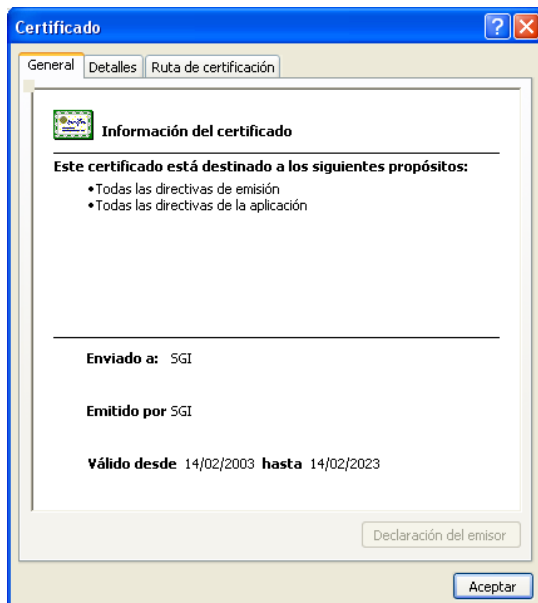 Certificado
General Detalles Ruta de certificación
Información del certificado
Este certificado está destinado a los siguientes propósitos:
•Todas las directivas de emisión
•Todas las directivas de la aplicación
Enviado a: SGI
Emitido por SGI
Válido desde 14/02/2003 hasta 14/02/2023
Declaración del emisor
Aceptar